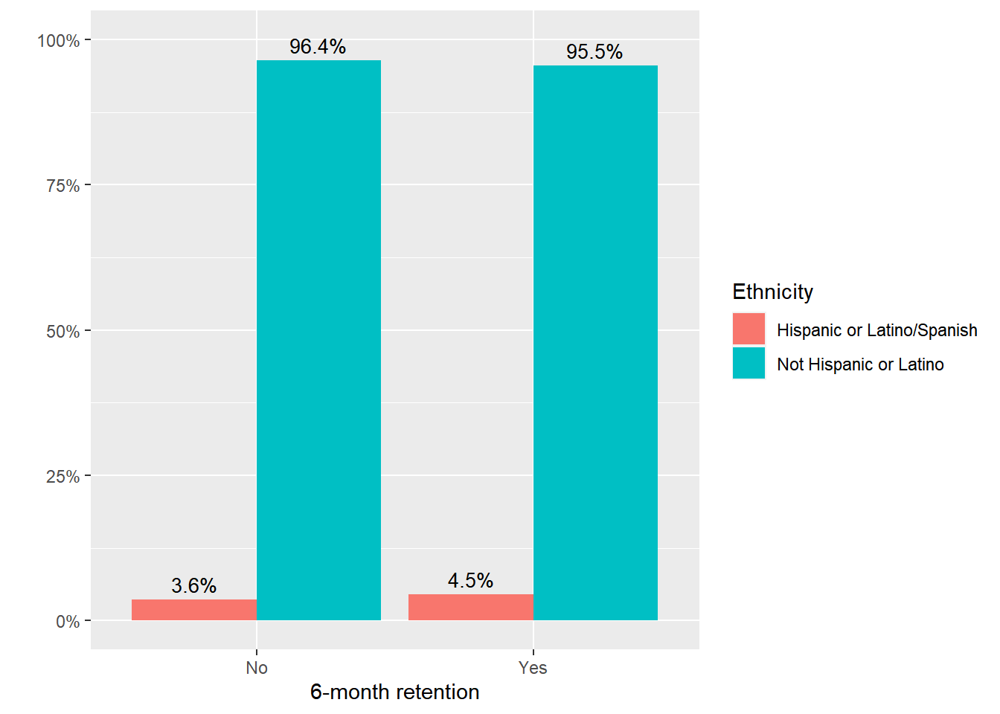 100%
75%
50%
25%
0%
96.4%
95.5%
3.6%
4.5%
No
Yes
6-month retention
Ethnicity
Hispanic or Latino/Spanish
Not Hispanic or Latino